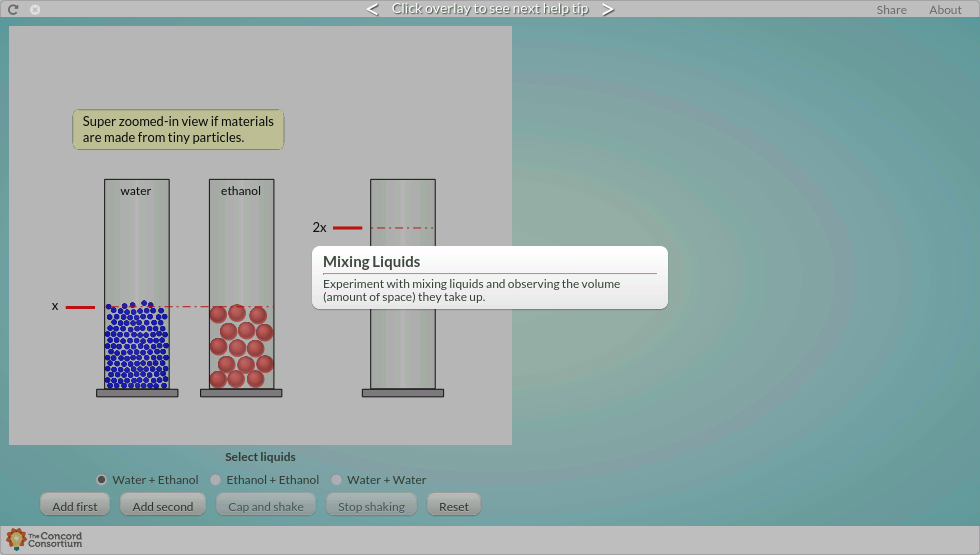 Click overlay to see next help tip
Share
About
Super zoomed-in view if materials
are made from tiny particles.
water
ethanol
2x
Mixing Liquids
Experiment with mixing liquids and observing the volume
(amount of space) they take up.
x
Select liquids
Water + Ethanol
Ethanol + Ethanol
Water + Water
Add first
Add second
Cap and shake
Stop shaking
Reset
The Concord
Consortium